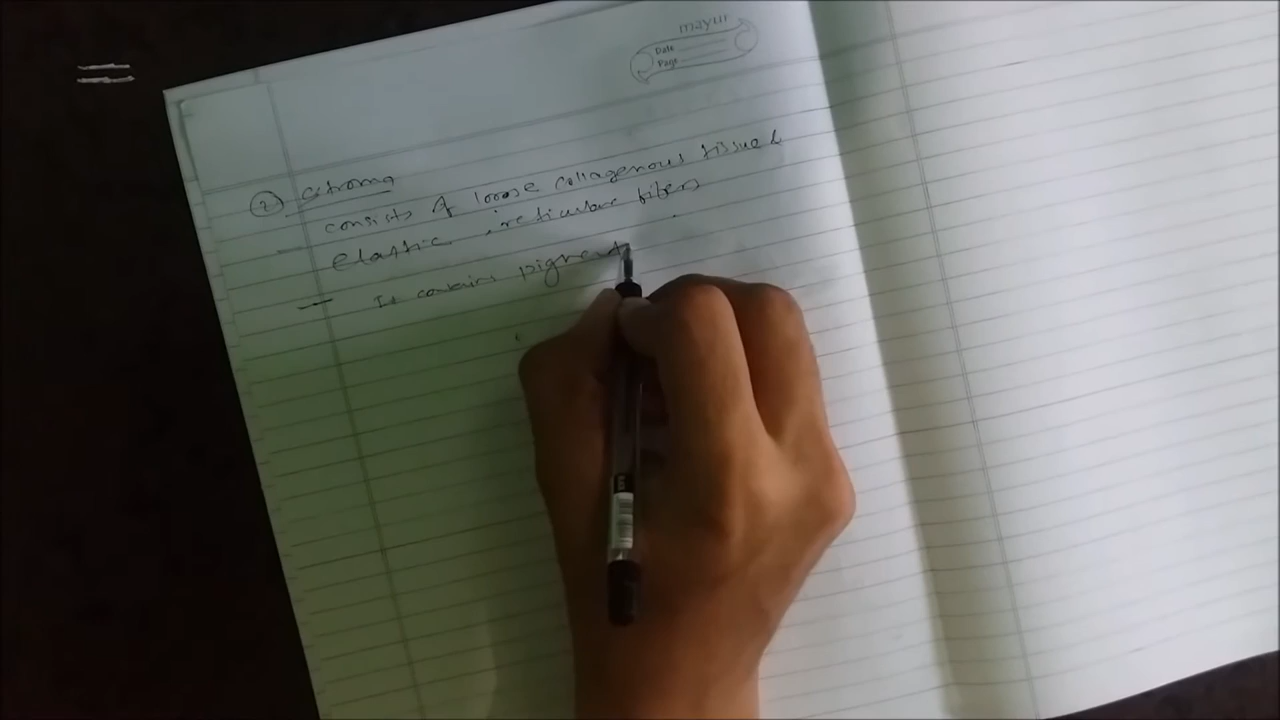 mayur
Date
Page
② Stroma
consists of loose collagenous tissue &
elastic, reticular fibers
— It contains pigment